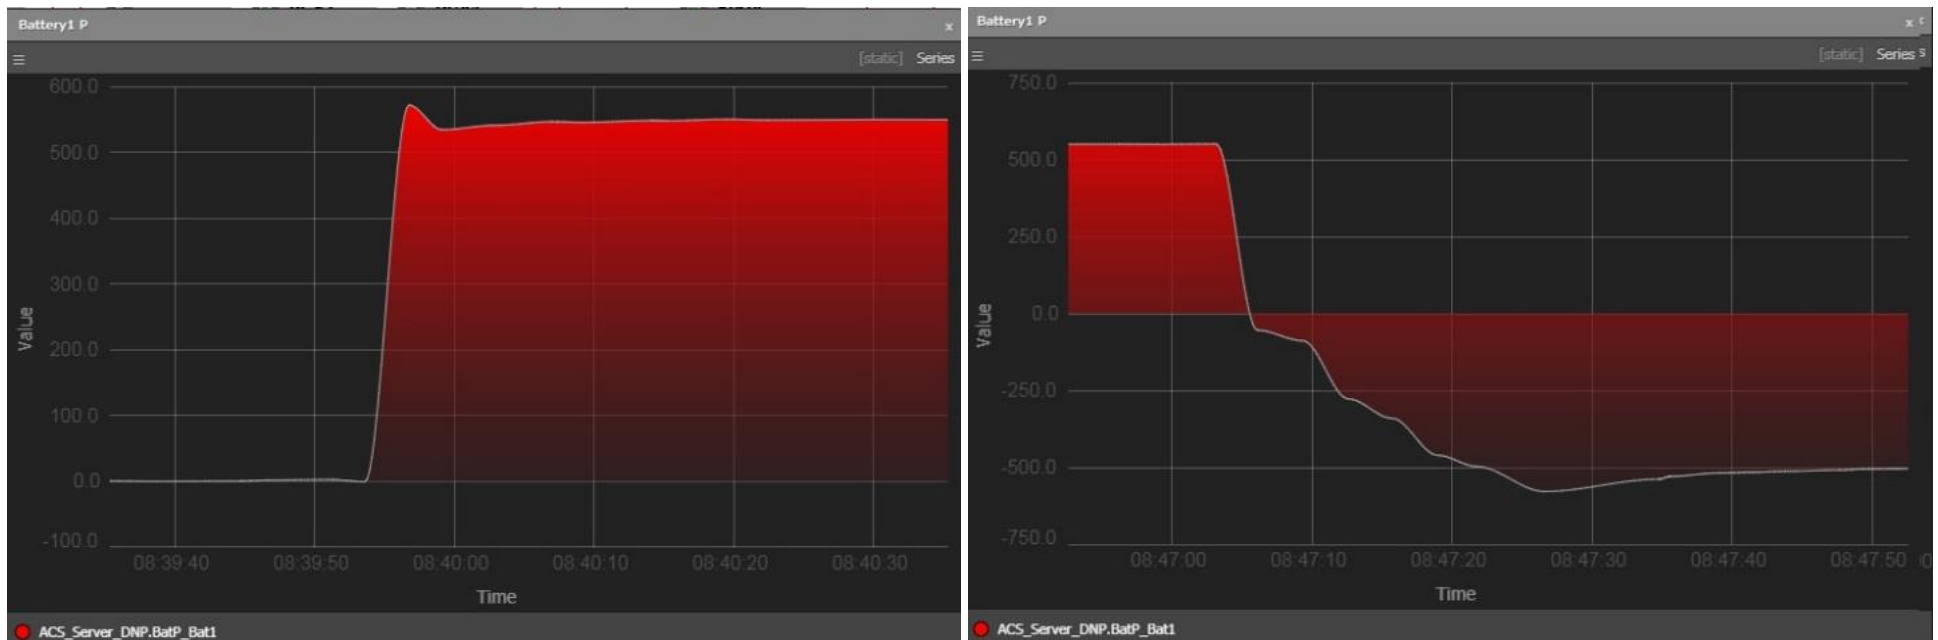 Battery1 P x
[static] Series
600.0
500.0
400.0
300.0
200.0
100.0
0.0
-100.0
Value
08:39:40 08:39:50 08:40:00 08:40:10 08:40:20 08:40:30
Time
ACS_Server_DNP.BatP_Bat1
Battery1 P x
[static] Series
750.0
500.0
250.0
0.0
-250.0
-500.0
-750.0
Value
08:47:00 08:47:10 08:47:20 08:47:30 08:47:40 08:47:50
Time
ACS_Server_DNP.BatP_Bat1